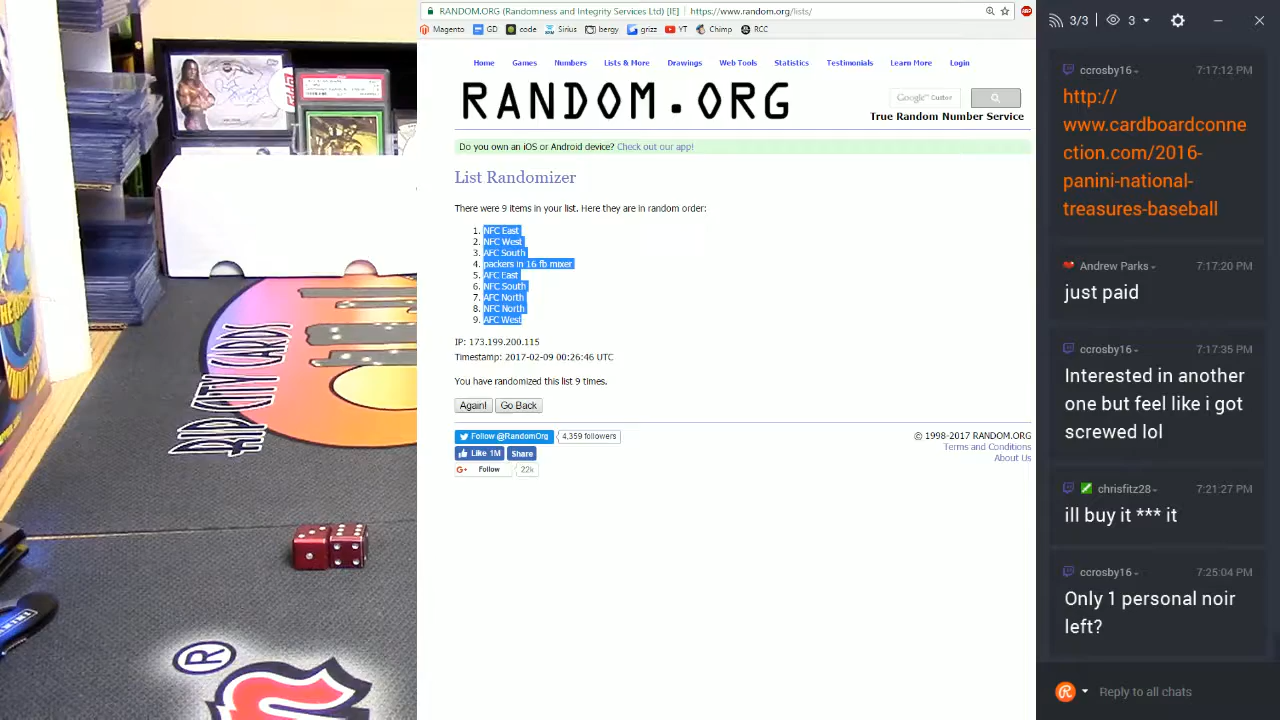 RANDOM.ORG (Randomness and Integrity Services Ltd) [IE] https://www.random.org/lists/
Magento GD code Sirius bergy grizz YT Chimp RCC
Home Games Numbers Lists & More Drawings Web Tools Statistics Testimonials Learn More Login
RANDOM.ORG
Google™ Custor
True Random Number Service
Do you own an iOS or Android device? Check out our app!
List Randomizer
There were 9 items in your list. Here they are in random order:
1. NFC East
2. NFC West
3. AFC South
4. packers in 16 fb mixer
5. AFC East
6. NFC South
7. AFC North
8. NFC North
9. AFC West
IP: 173.199.200.115
Timestamp: 2017-02-09 00:26:46 UTC
You have randomized this list 9 times.
Again! Go Back
Follow @RandomOrg 4,359 followers
Like 1M Share
G+ Follow 22k
© 1998-2017 RANDOM.ORG
Terms and Conditions
About Us
RIP CITY CARDS
®
3/3 3
ccrosby16 7:17:12 PM
http://
www.cardboardconne
ction.com/2016-
panini-national-
treasures-baseball
Andrew Parks 7:17:20 PM
just paid
ccrosby16 7:17:35 PM
Interested in another
one but feel like i got
screwed lol
chrisfitz28 7:21:27 PM
ill buy it *** it
ccrosby16 7:25:04 PM
Only 1 personal noir
left?
Reply to all chats